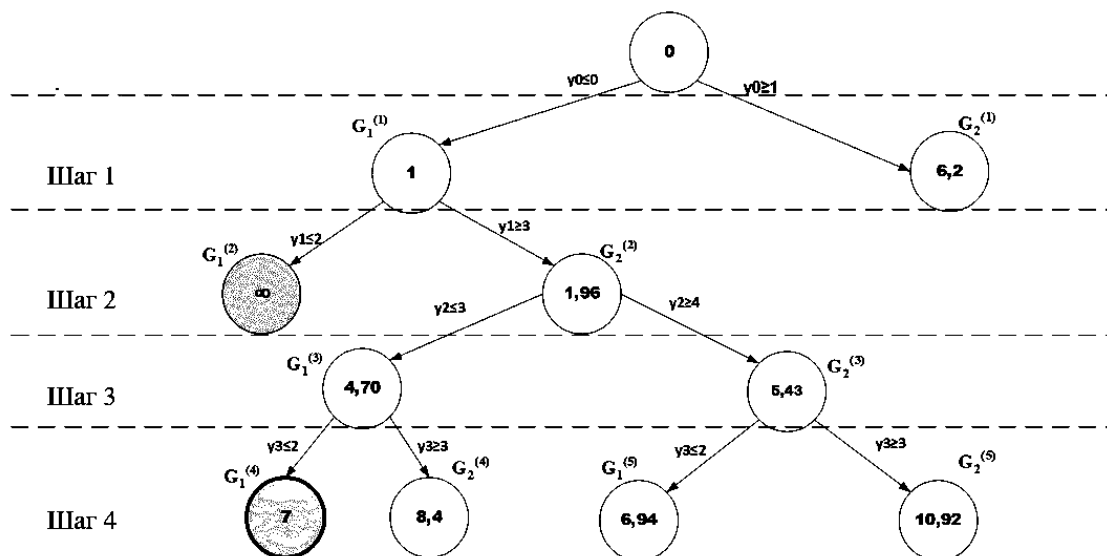 0
y0≤0
y0≥1
G₁⁽¹⁾
G₂⁽¹⁾
Шаг 1
1
6,2
y1≤2
y1≥3
G₁⁽²⁾
G₂⁽²⁾
Шаг 2
∞
1,96
y2≤3
y2≥4
G₁⁽³⁾
G₂⁽³⁾
Шаг 3
4,70
5,43
y3≤2
y3≥3
y3≤2
y3≥3
G₁⁽⁴⁾
G₂⁽⁴⁾
G₁⁽⁵⁾
G₂⁽⁵⁾
Шаг 4
7
8,4
6,94
10,92